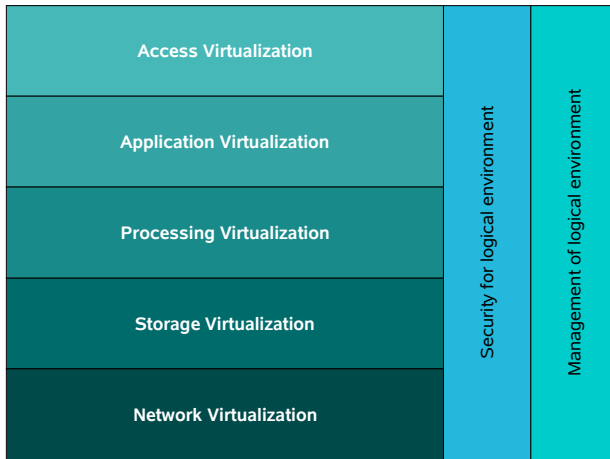 Access Virtualization
Application Virtualization
Processing Virtualization
Storage Virtualization
Network Virtualization
Security for logical environment
Management of logical environment